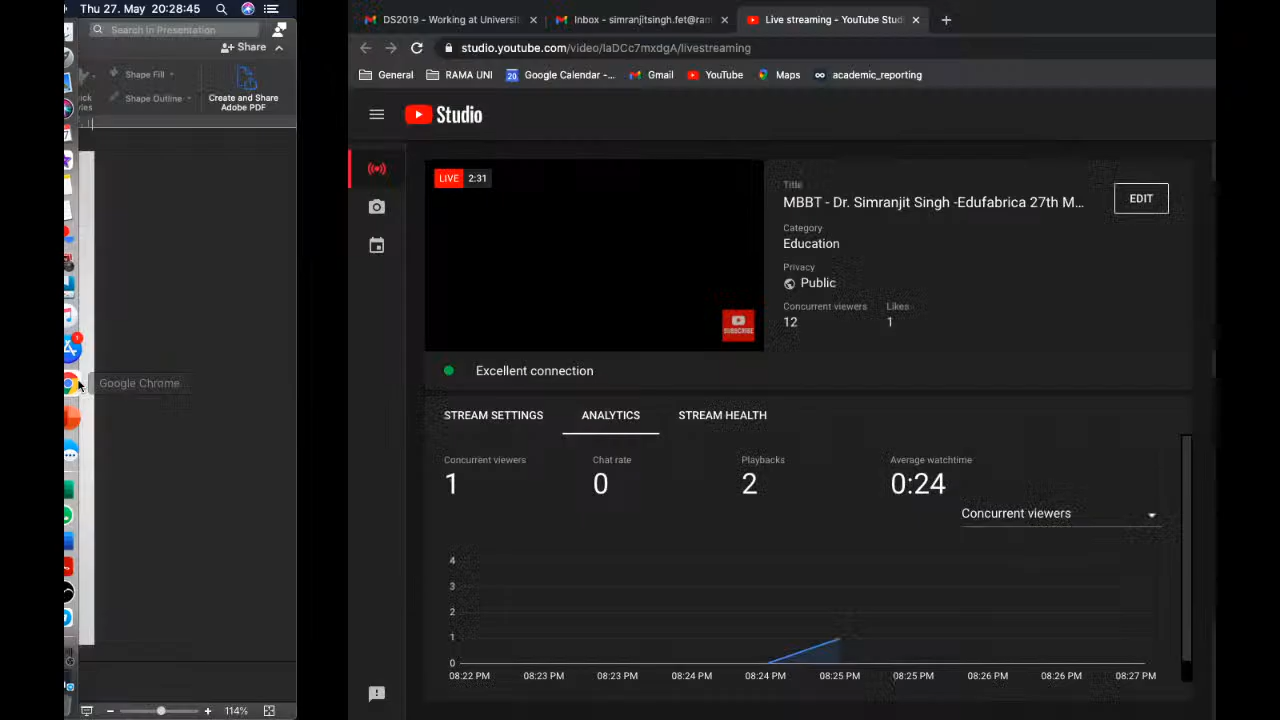 Thu 27. May 20:28:45
Search in Presentation
Share
Shape Fill
Shape Outline
Create and Share
Adobe PDF
Google Chrome
114%
DS2019 - Working at Universit
Inbox - simranjitsingh.fet@ram
Live streaming - YouTube Stud
studio.youtube.com/video/laDCc7mxdgA/livestreaming
General
RAMA UNI
20
Google Calendar -...
Gmail
YouTube
Maps
academic_reporting
Studio
LIVE 2:31
SUBSCRIBE
Title
MBBT - Dr. Simranjit Singh -Edufabrica 27th M...
EDIT
Category
Education
Privacy
Public
Concurrent viewers
Likes
12
1
Excellent connection
STREAM SETTINGS
ANALYTICS
STREAM HEALTH
Concurrent viewers
Chat rate
Playbacks
Average watchtime
1
0
2
0:24
Concurrent viewers
4
3
2
1
0
08:22 PM
08:23 PM
08:23 PM
08:24 PM
08:24 PM
08:25 PM
08:25 PM
08:26 PM
08:26 PM
08:27 PM